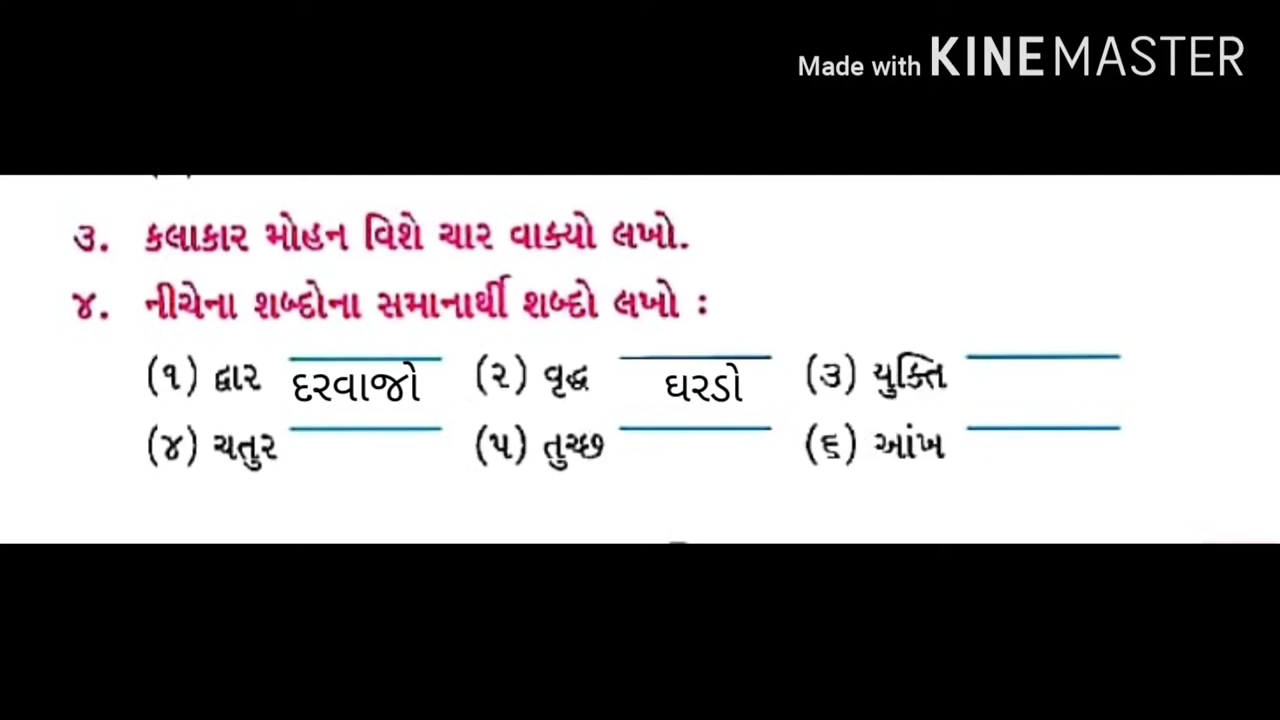 Made with KINEMASTER
૩. કલાકાર મોહન વિશે ચાર વાક્યો લખો.
૪. નીચેના શબ્દોના સમાનાર્થી શબ્દો લખો :
(૧) દ્વાર દરવાજો (૨) વૃદ્ધ ઘરડો (૩) યુક્તિ
(૪) ચતુર (૫) તુચ્છ (૬) આંખ